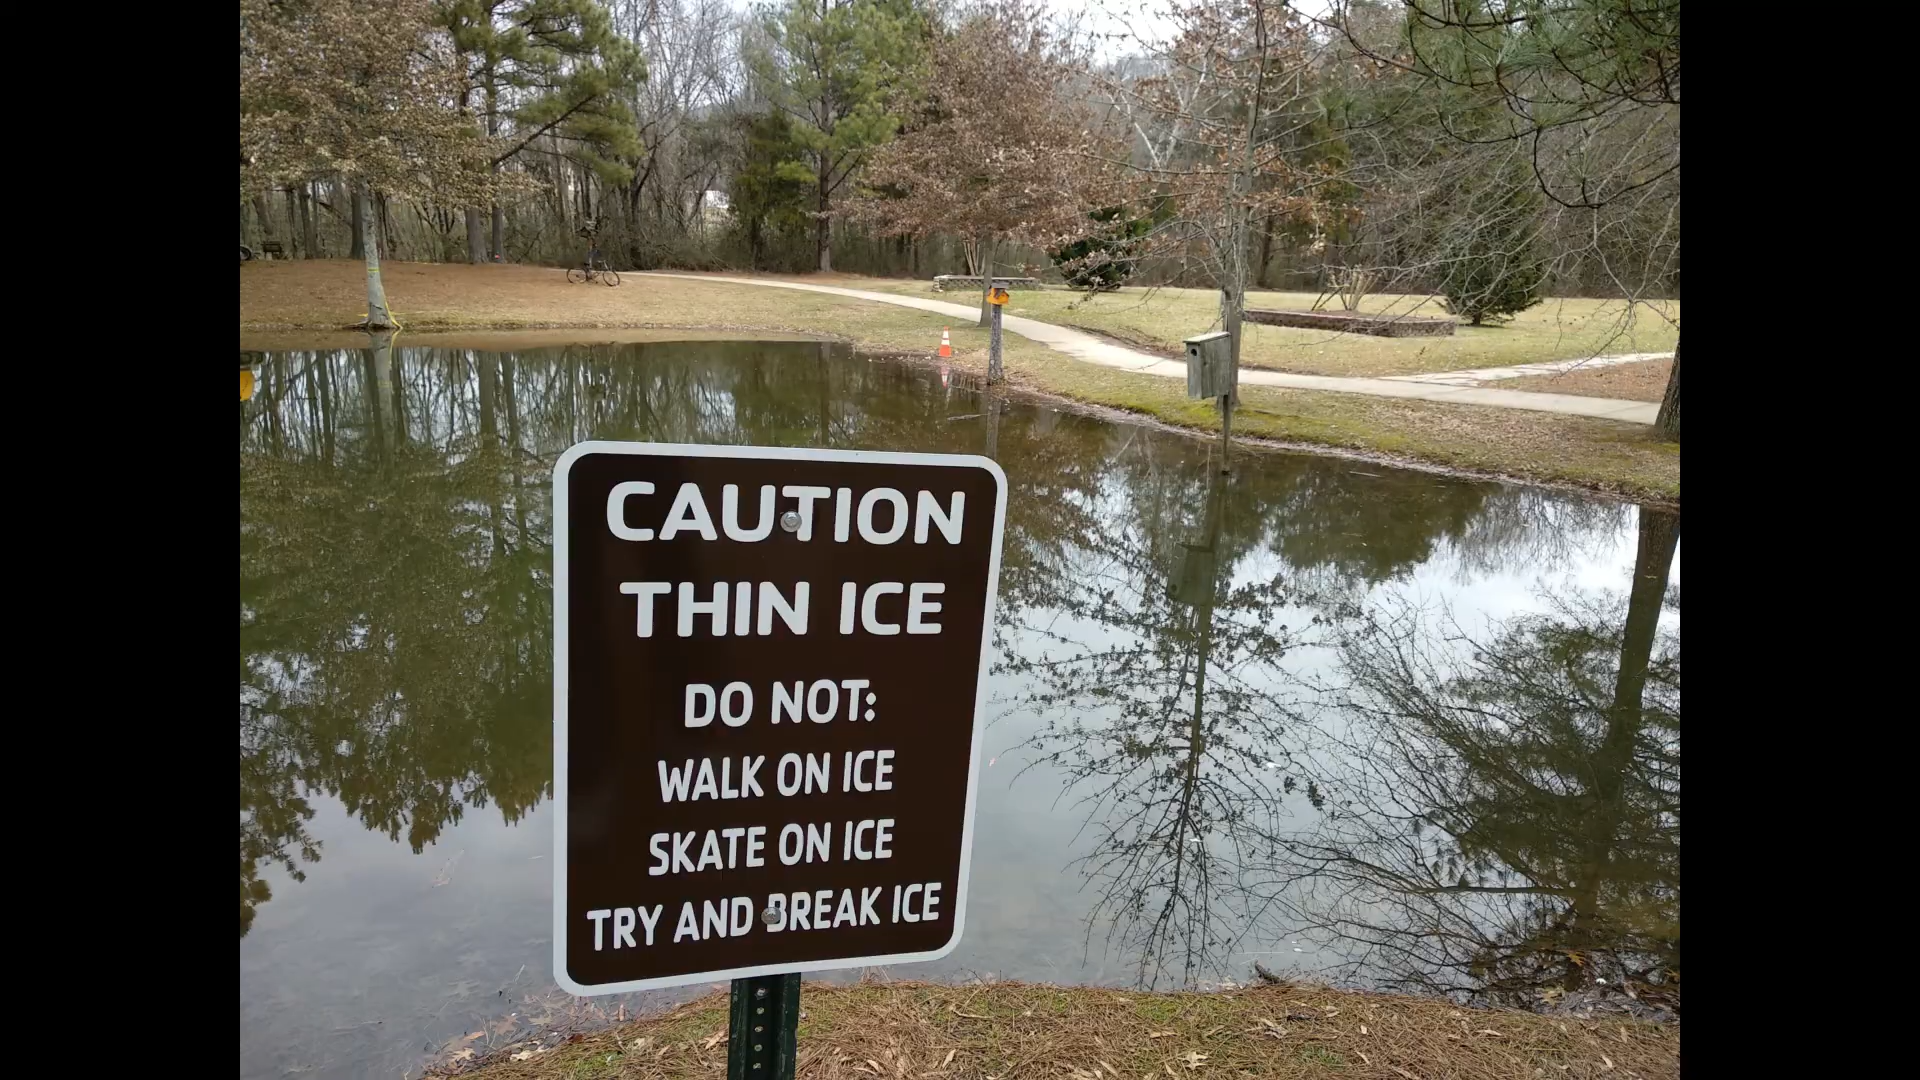 CAUTION
THIN ICE
DO NOT:
WALK ON ICE
SKATE ON ICE
TRY AND BREAK ICE